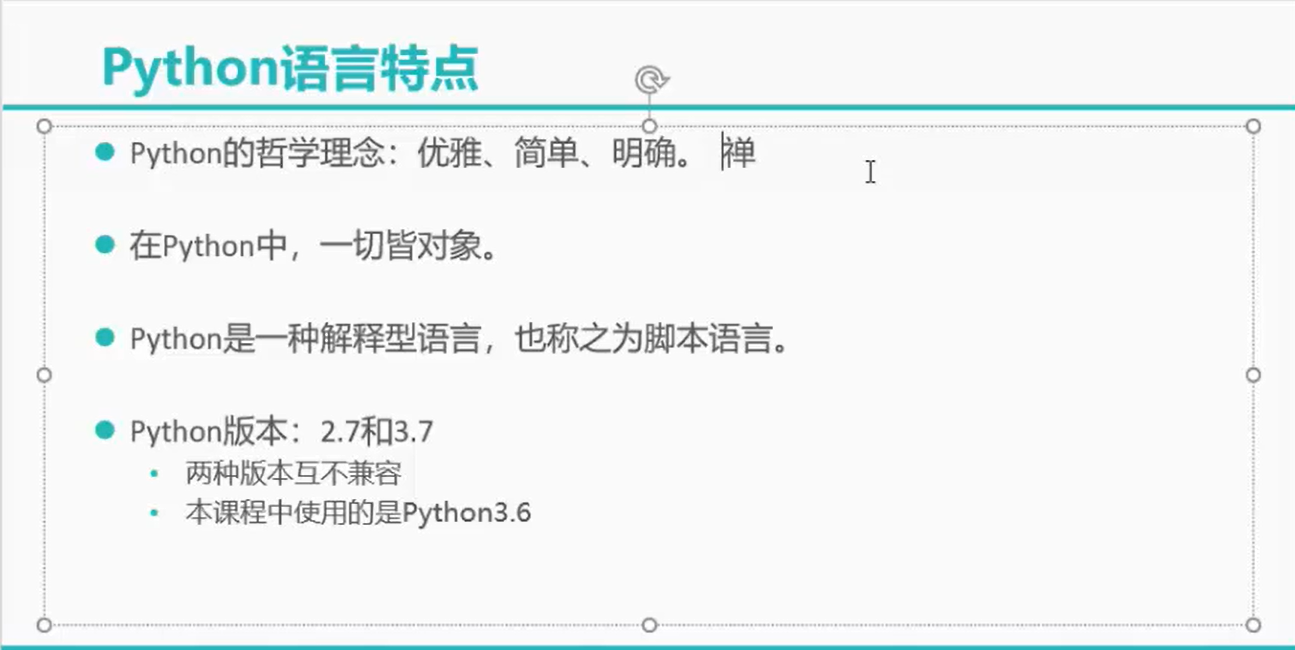 Python语言特点
Python的哲学理念：优雅、简单、明确。 禅
在Python中，一切皆对象。
Python是一种解释型语言，也称之为脚本语言。
Python版本：2.7和3.7
两种版本互不兼容
本课程中使用的是Python3.6